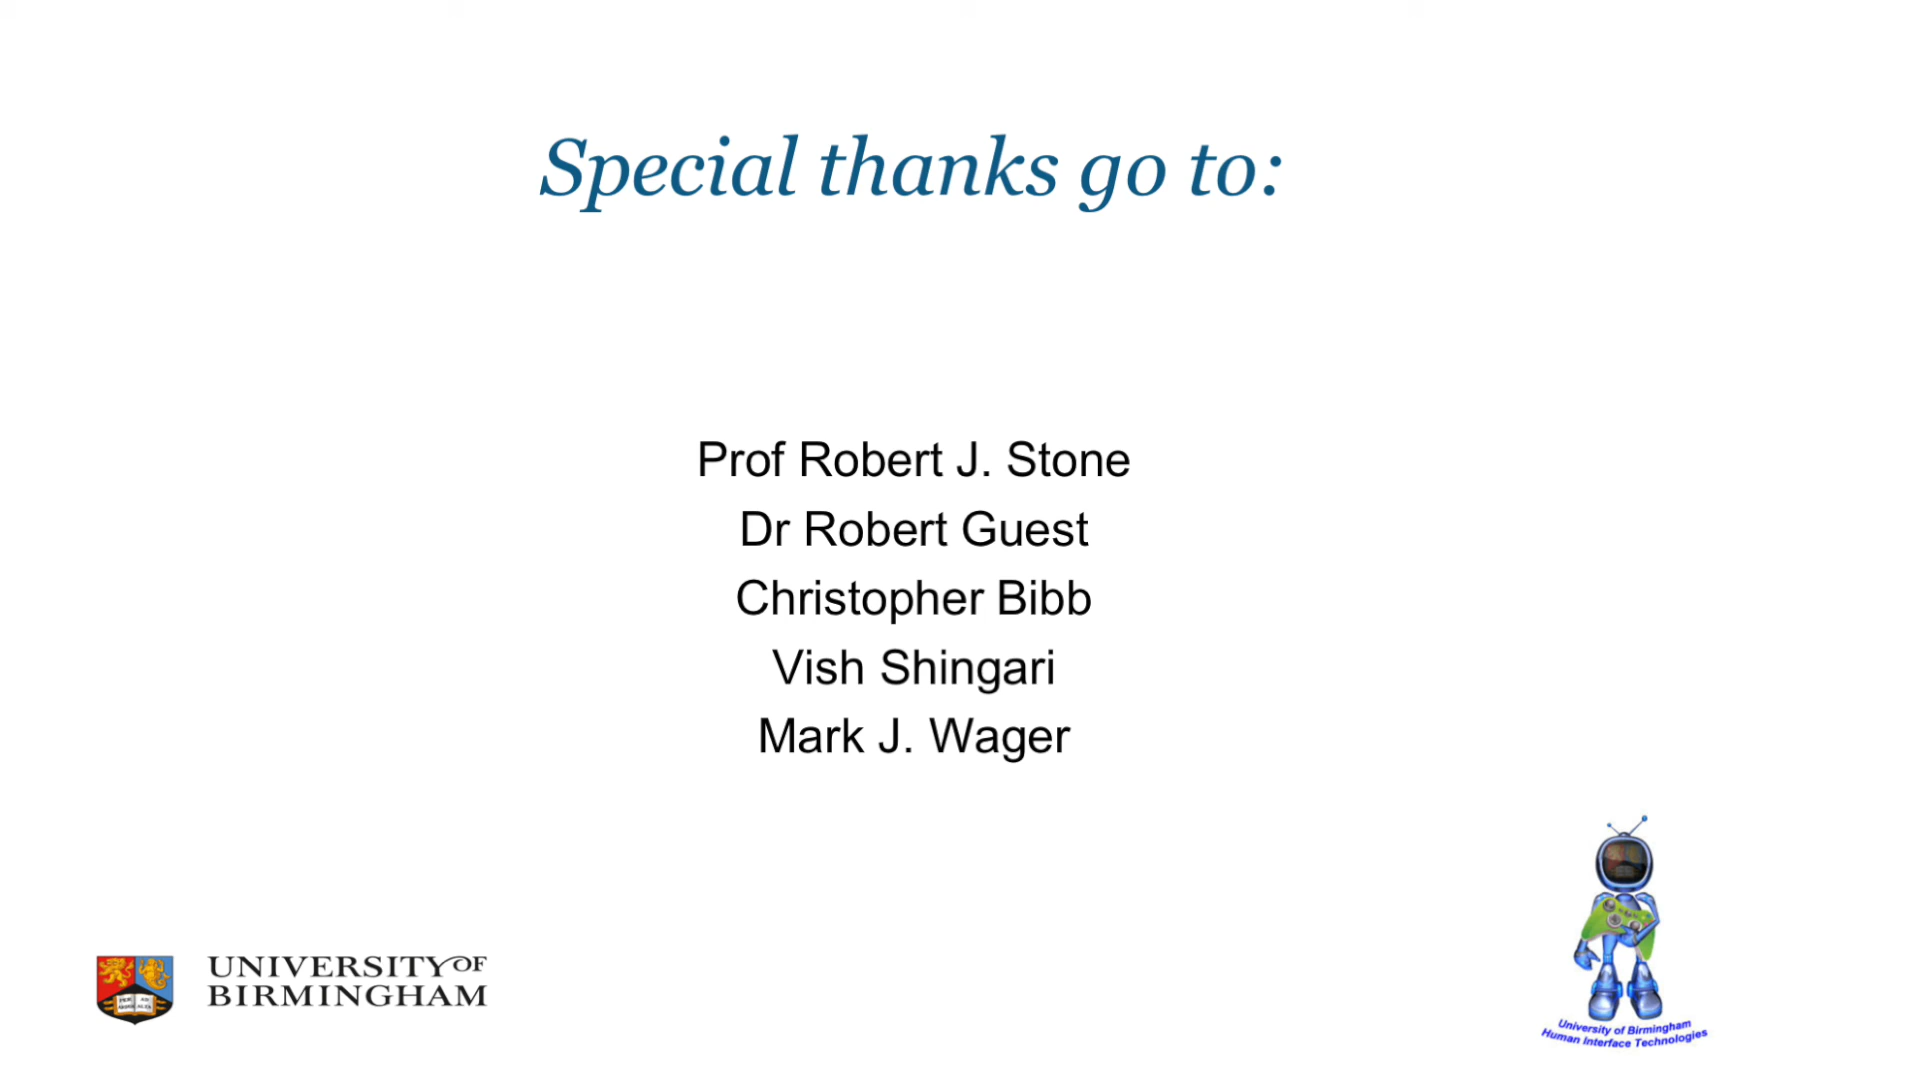 Special thanks go to:
Prof Robert J. Stone
Dr Robert Guest
Christopher Bibb
Vish Shingari
Mark J. Wager
UNIVERSITY OF
BIRMINGHAM
University of Birmingham
Human Interface Technologies